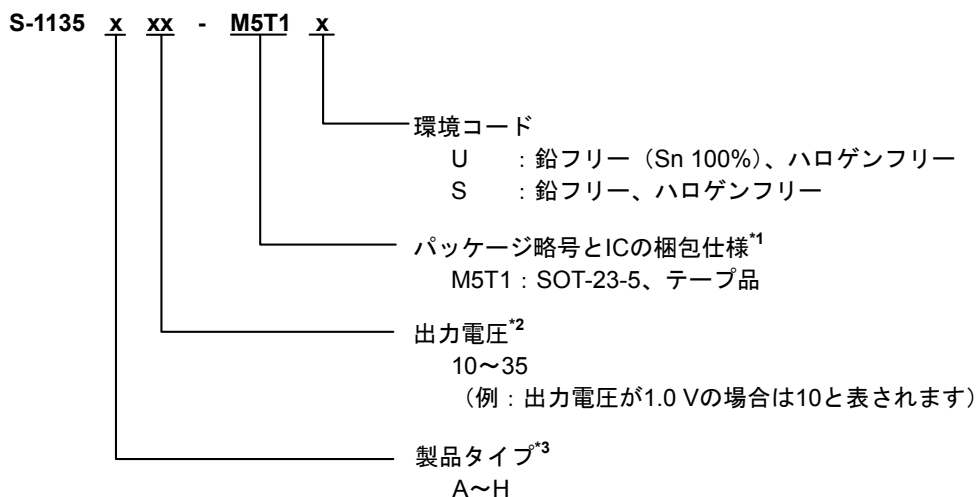 S-1135 x xx - M5T1 x
環境コード
U ：鉛フリー（Sn 100%）、ハロゲンフリー
S ：鉛フリー、ハロゲンフリー
パッケージ略号とICの梱包仕様*1
M5T1：SOT-23-5、テープ品
出力電圧*2
10～35
（例：出力電圧が1.0 Vの場合は10と表されます）
製品タイプ*3
A～H